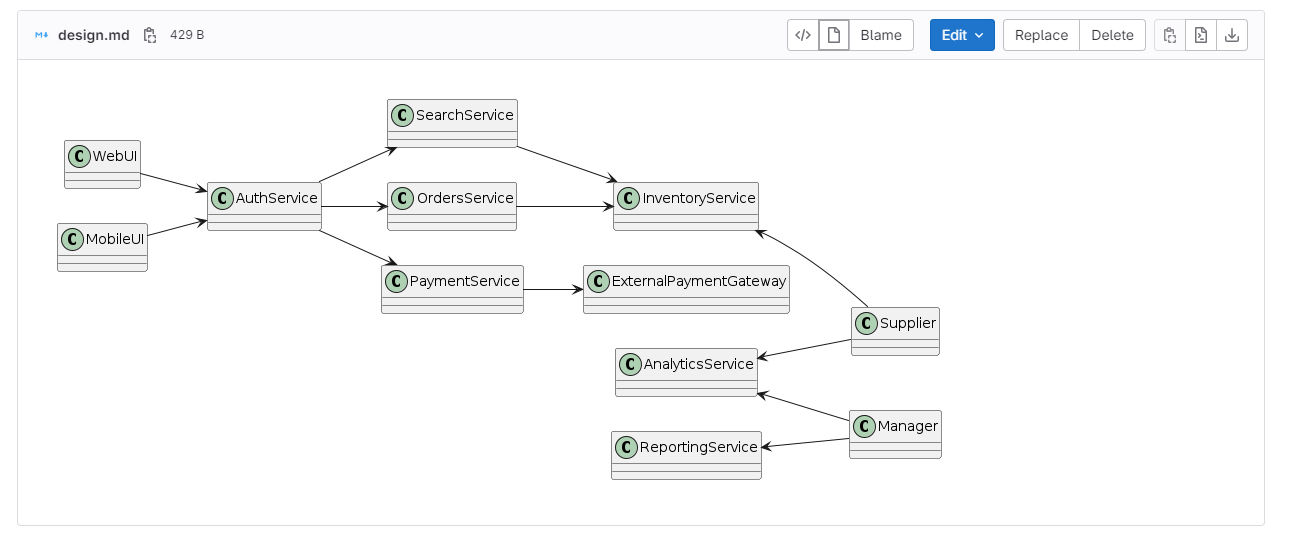 M↓ design.md 429 B </> Blame Edit Replace Delete
C SearchService
C WebUI
C AuthService
C OrdersService
C InventoryService
C MobileUI
C PaymentService
C ExternalPaymentGateway
C Supplier
C AnalyticsService
C Manager
C ReportingService